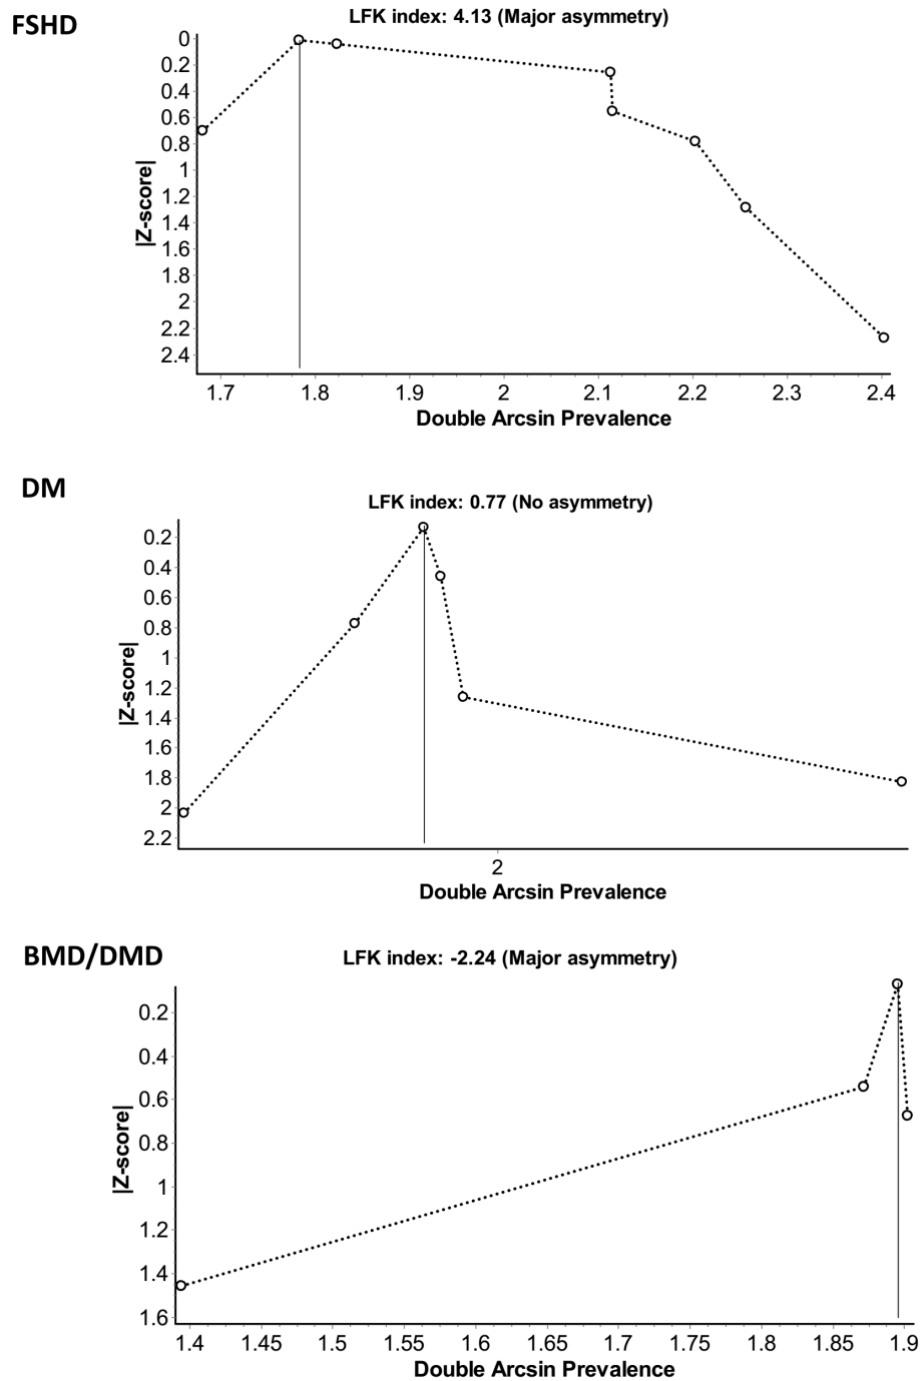 FSHD
LFK index: 4.13 (Major asymmetry)
0
0.2
0.4
0.6
0.8
1
1.2
1.4
1.6
1.8
2
2.2
2.4
|Z-score|
1.7 1.8 1.9 2 2.1 2.2 2.3 2.4
Double Arcsin Prevalence
DM
LFK index: 0.77 (No asymmetry)
0.2
0.4
0.6
0.8
1
1.2
1.4
1.6
1.8
2
2.2
|Z-score|
2
Double Arcsin Prevalence
BMD/DMD
LFK index: -2.24 (Major asymmetry)
0.2
0.4
0.6
0.8
1
1.2
1.4
1.6
|Z-score|
1.4 1.45 1.5 1.55 1.6 1.65 1.7 1.75 1.8 1.85 1.9
Double Arcsin Prevalence